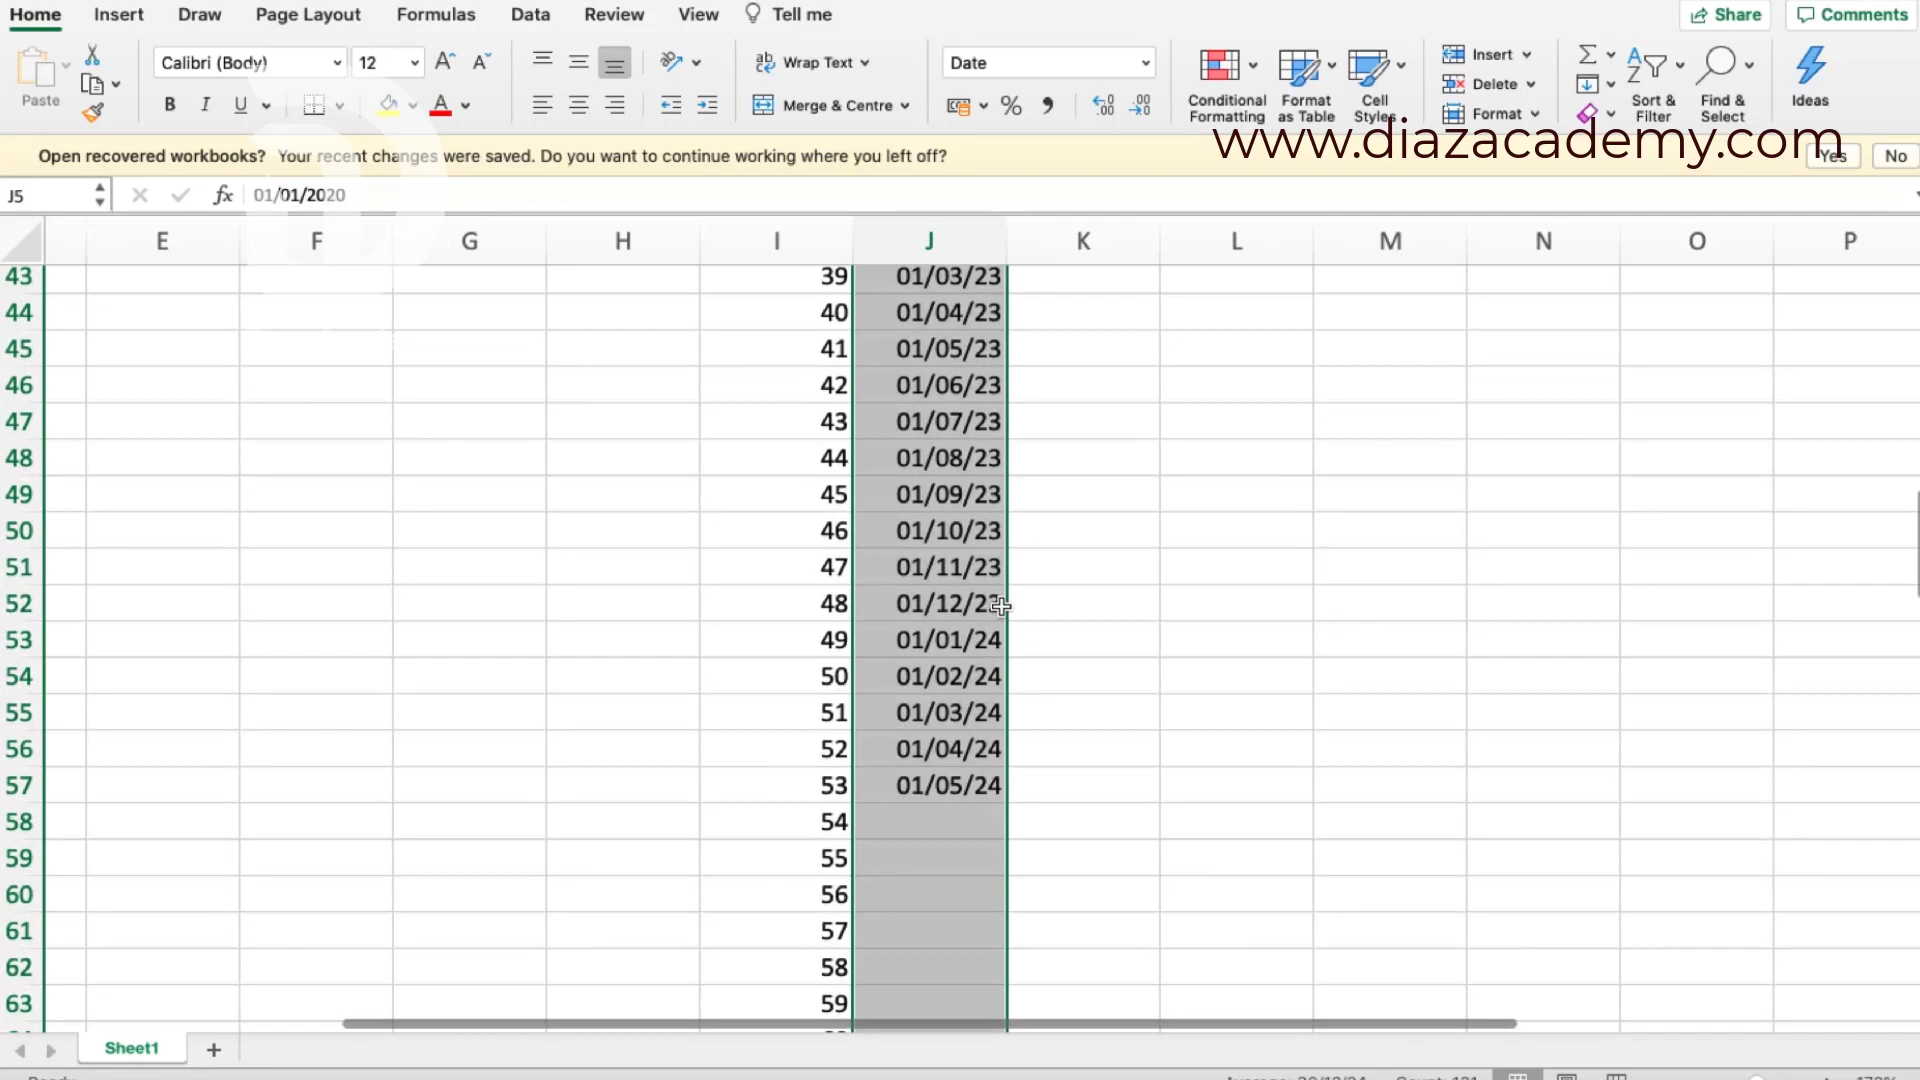 Home Insert Draw Page Layout Formulas Data Review View Tell me Share Comments
Paste Calibri (Body) 12 Wrap Text Date Insert
B I U A Merge & Centre % Conditional Formatting Format as Table Cell Styles Delete Format Sort & Filter Find & Select Ideas
www.diazacademy.com
Open recovered workbooks? Your recent changes were saved. Do you want to continue working where you left off? Yes No
J5 fx 01/01/2020
E F G H I J K L M N O P
43 39 01/03/23
44 40 01/04/23
45 41 01/05/23
46 42 01/06/23
47 43 01/07/23
48 44 01/08/23
49 45 01/09/23
50 46 01/10/23
51 47 01/11/23
52 48 01/12/23
53 49 01/01/24
54 50 01/02/24
55 51 01/03/24
56 52 01/04/24
57 53 01/05/24
58 54
59 55
60 56
61 57
62 58
63 59
Sheet1